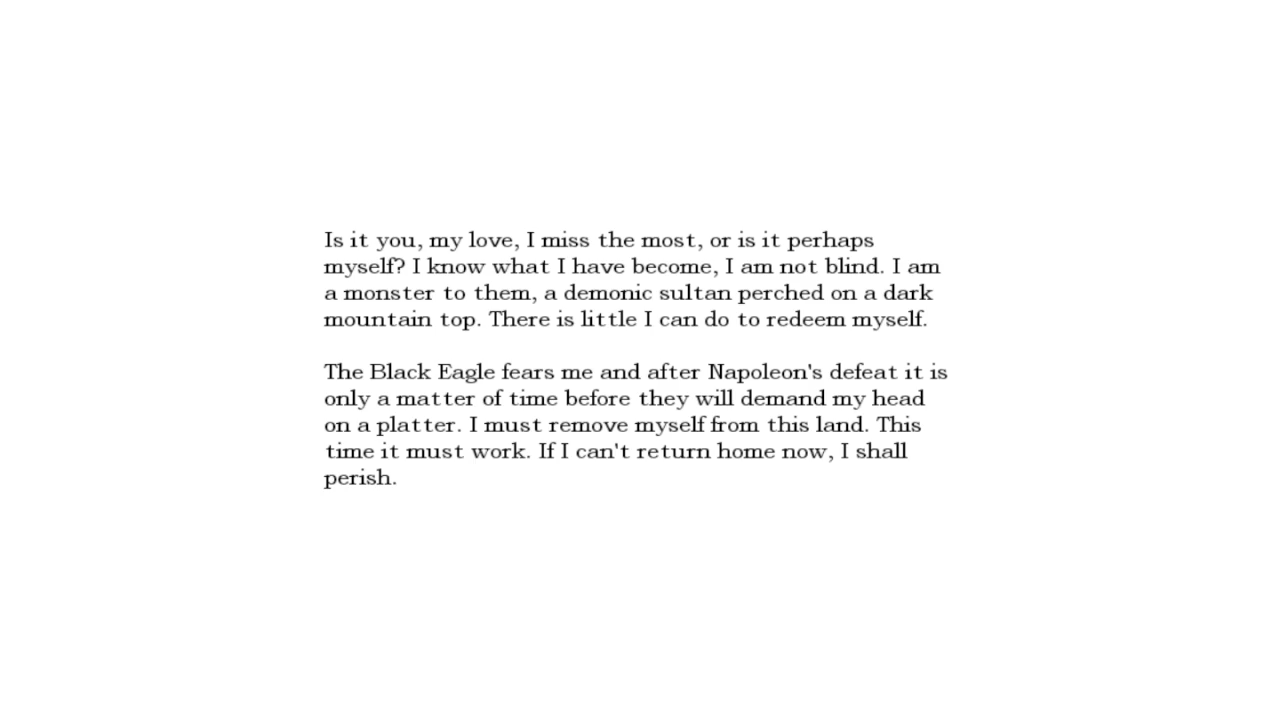 Is it you, my love, I miss the most, or is it perhaps
myself? I know what I have become, I am not blind. I am
a monster to them, a demonic sultan perched on a dark
mountain top. There is little I can do to redeem myself.
The Black Eagle fears me and after Napoleon's defeat it is
only a matter of time before they will demand my head
on a platter. I must remove myself from this land. This
time it must work. If I can't return home now, I shall
perish.